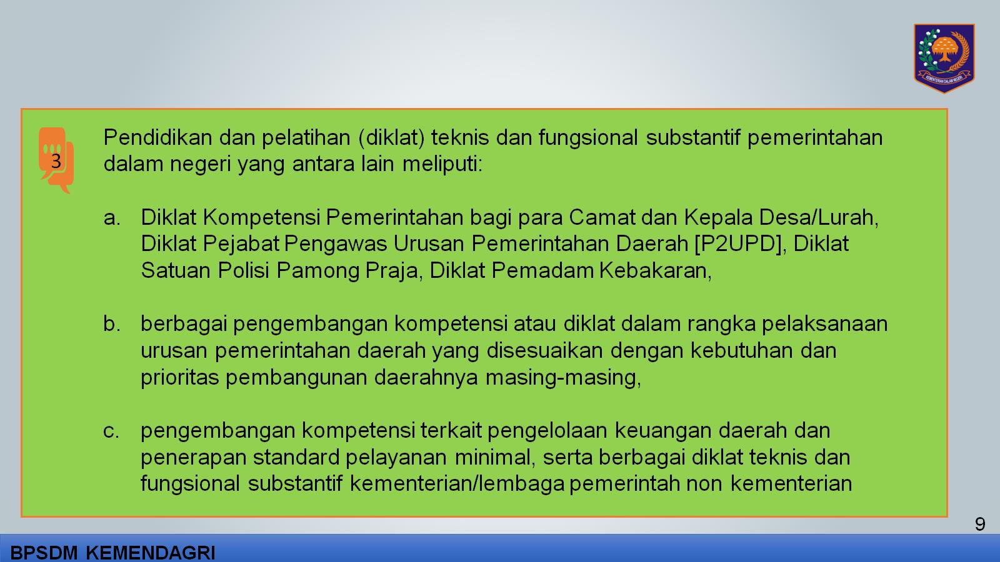 KEMENTERIAN DALAM NEGERI
3
Pendidikan dan pelatihan (diklat) teknis dan fungsional substantif pemerintahan
dalam negeri yang antara lain meliputi:
a. Diklat Kompetensi Pemerintahan bagi para Camat dan Kepala Desa/Lurah,
Diklat Pejabat Pengawas Urusan Pemerintahan Daerah [P2UPD], Diklat
Satuan Polisi Pamong Praja, Diklat Pemadam Kebakaran,
b. berbagai pengembangan kompetensi atau diklat dalam rangka pelaksanaan
urusan pemerintahan daerah yang disesuaikan dengan kebutuhan dan
prioritas pembangunan daerahnya masing-masing,
c. pengembangan kompetensi terkait pengelolaan keuangan daerah dan
penerapan standard pelayanan minimal, serta berbagai diklat teknis dan
fungsional substantif kementerian/lembaga pemerintah non kementerian
9
BPSDM KEMENDAGRI